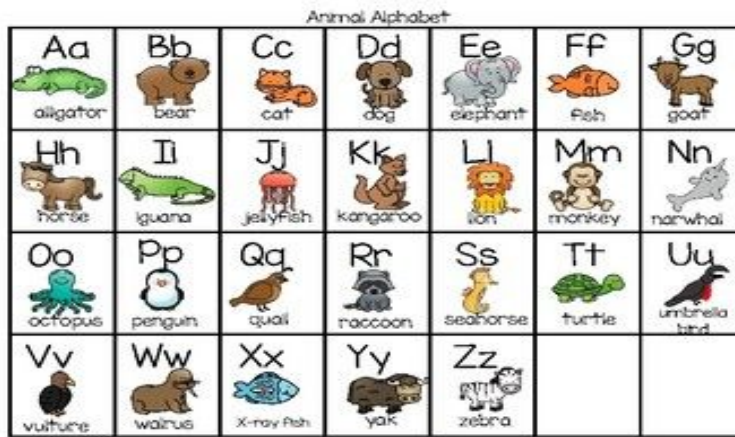 Animal Alphabet
Aa Bb Cc Dd Ee Ff Gg
alligator bear cat dog elephant fish goat
Hh Ii Jj Kk Ll Mm Nn
horse iguana jellyfish kangaroo lion monkey narwhal
Oo Pp Qq Rr Ss Tt Uu
octopus penguin quail raccoon seahorse turtle umbrella
bird
Vv Ww Xx Yy Zz
vulture walrus X-ray fish yak zebra